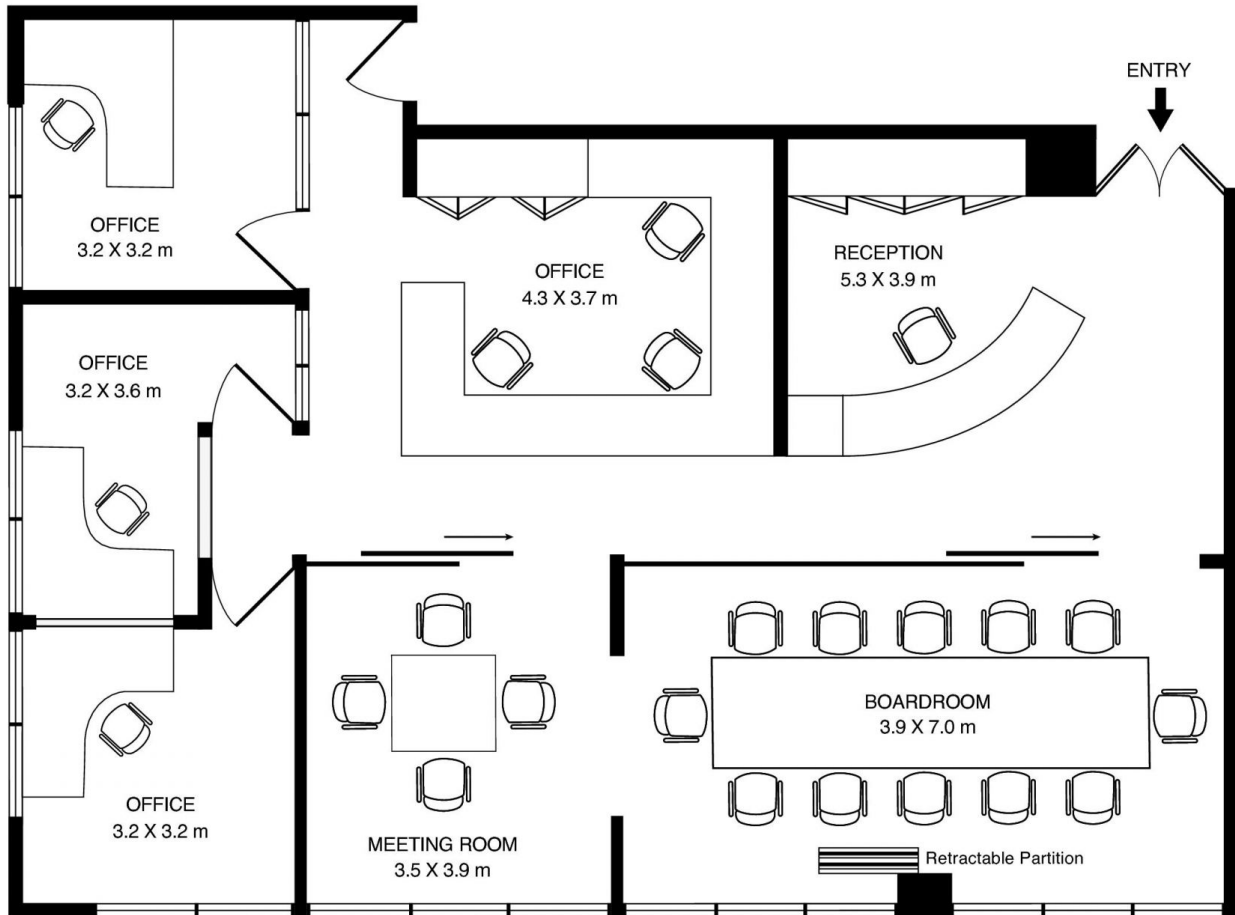 ENTRY
OFFICE
3.2 X 3.2 m
OFFICE
4.3 X 3.7 m
RECEPTION
5.3 X 3.9 m
OFFICE
3.2 X 3.6 m
BOARDROOM
3.9 X 7.0 m
OFFICE
3.2 X 3.2 m
MEETING ROOM
3.5 X 3.9 m
Retractable Partition